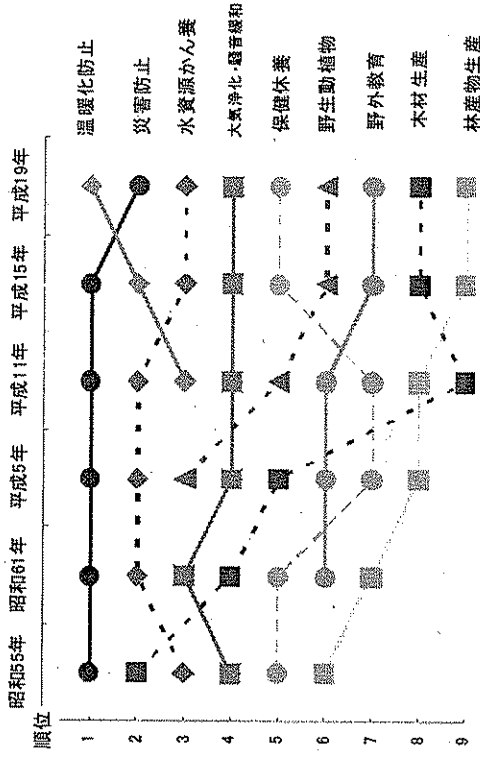 順位
昭和55年 昭和61年 平成5年 平成11年 平成15年 平成19年
1
2
3
4
5
6
7
8
9
温暖化防止
災害防止
水資源かん養
大気浄化・騒音緩和
保健休養
野生動植物
野外教育
木材生産
林産物生産